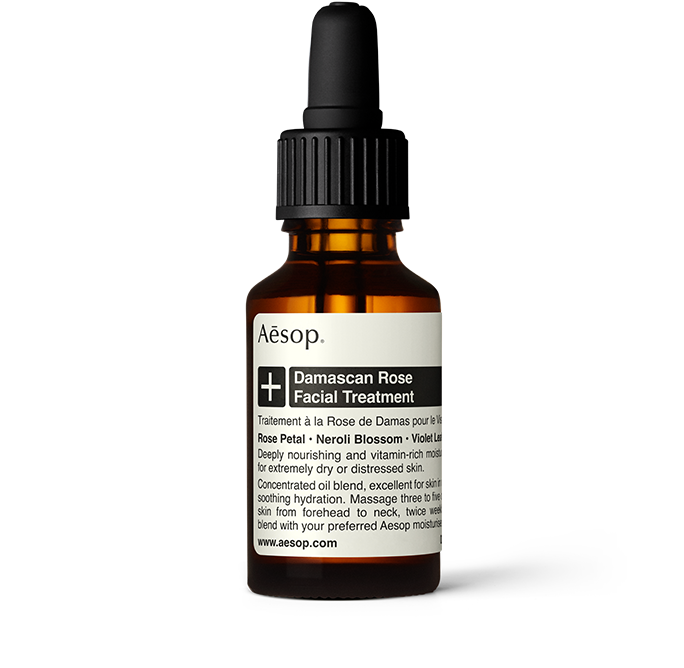 Aēsop.®
Damascan Rose
Facial Treatment
Traitement à la Rose de Damas pour le
Rose Petal · Neroli Blossom · Violet
Deeply nourishing and vitamin-rich
for extremely dry or distressed skin.
Concentrated oil blend, excellent for skin
soothing hydration. Massage three to five
skin from forehead to neck, twice
blend with your preferred Aesop
www.aesop.com